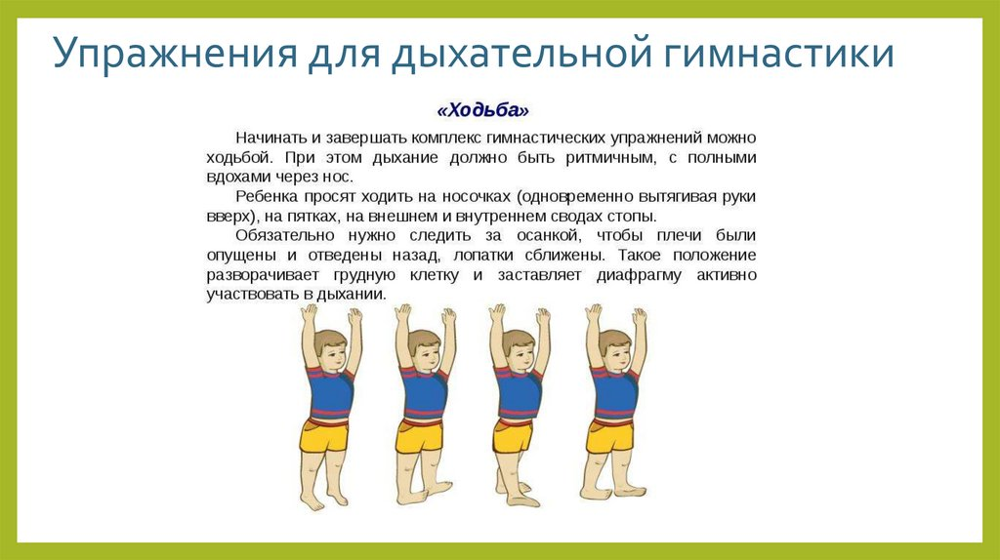 Упражнения для дыхательной гимнастики
«Ходьба»
Начинать и завершать комплекс гимнастических упражнений можно
ходьбой. При этом дыхание должно быть ритмичным, с полными
вдохами через нос.
Ребенка просят ходить на носочках (одновременно вытягивая руки
вверх), на пятках, на внешнем и внутреннем сводах стопы.
Обязательно нужно следить за осанкой, чтобы плечи были
опущены и отведены назад, лопатки сближены. Такое положение
разворачивает грудную клетку и заставляет диафрагму активно
участвовать в дыхании.